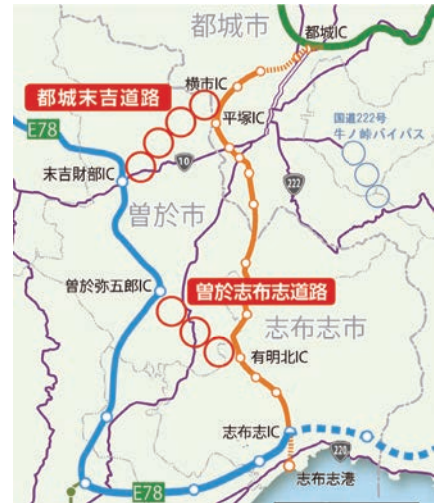 都城市
都城IC
横市IC
都城末吉道路
平塚IC
国道222号
牛ノ峠バイパス
E78
10
末吉財部IC
222
曽於市
曽於弥五郎IC
曽於志布志道路
志布志市
有明北IC
志布志IC
220
志布志港
E78